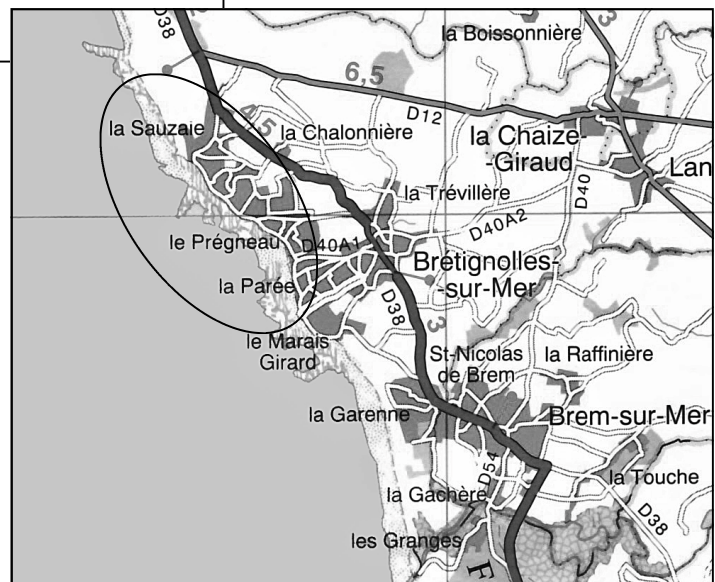 D38
la Boissonnière
3
6,5
D12
la Sauzaie
4,5
la Chalonnière
la Chaize-
-Giraud
Lan
la Trévillère
D40
D40A2
le Prégneau
D40A1
Brétignolles-
-sur-Mer
la Parée
D38
3
le Marais
Girard
St-Nicolas
de Brem
la Raffinière
la Garenne
Brem-sur-Mer
D54
la Touche
la Gachère
D38
les Granges
F